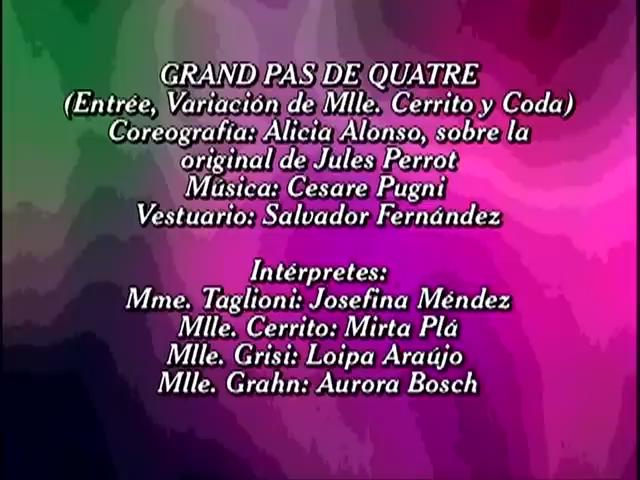 GRAND PAS DE QUATRE
(Entrée, Variación de Mlle. Cerrito y Coda)
Coreografía: Alicia Alonso, sobre la
original de Jules Perrot
Música: Cesare Pugni
Vestuario: Salvador Fernández
Intérpretes:
Mme. Taglioni: Josefina Méndez
Mlle. Cerrito: Mirta Plá
Mlle. Grisi: Loipa Araújo
Mlle. Grahn: Aurora Bosch